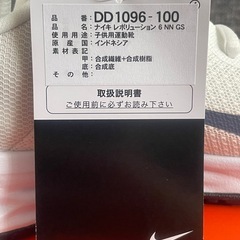 品番：DD1096-100
品名：ナイキ レボリューション 6 NN GS
使用用途：子供用運動靴
原産国：インドネシア
素材表記
甲：合成繊維＋合成樹脂
底：合成底
取扱説明書
ご使用前に必ずお読み下さい